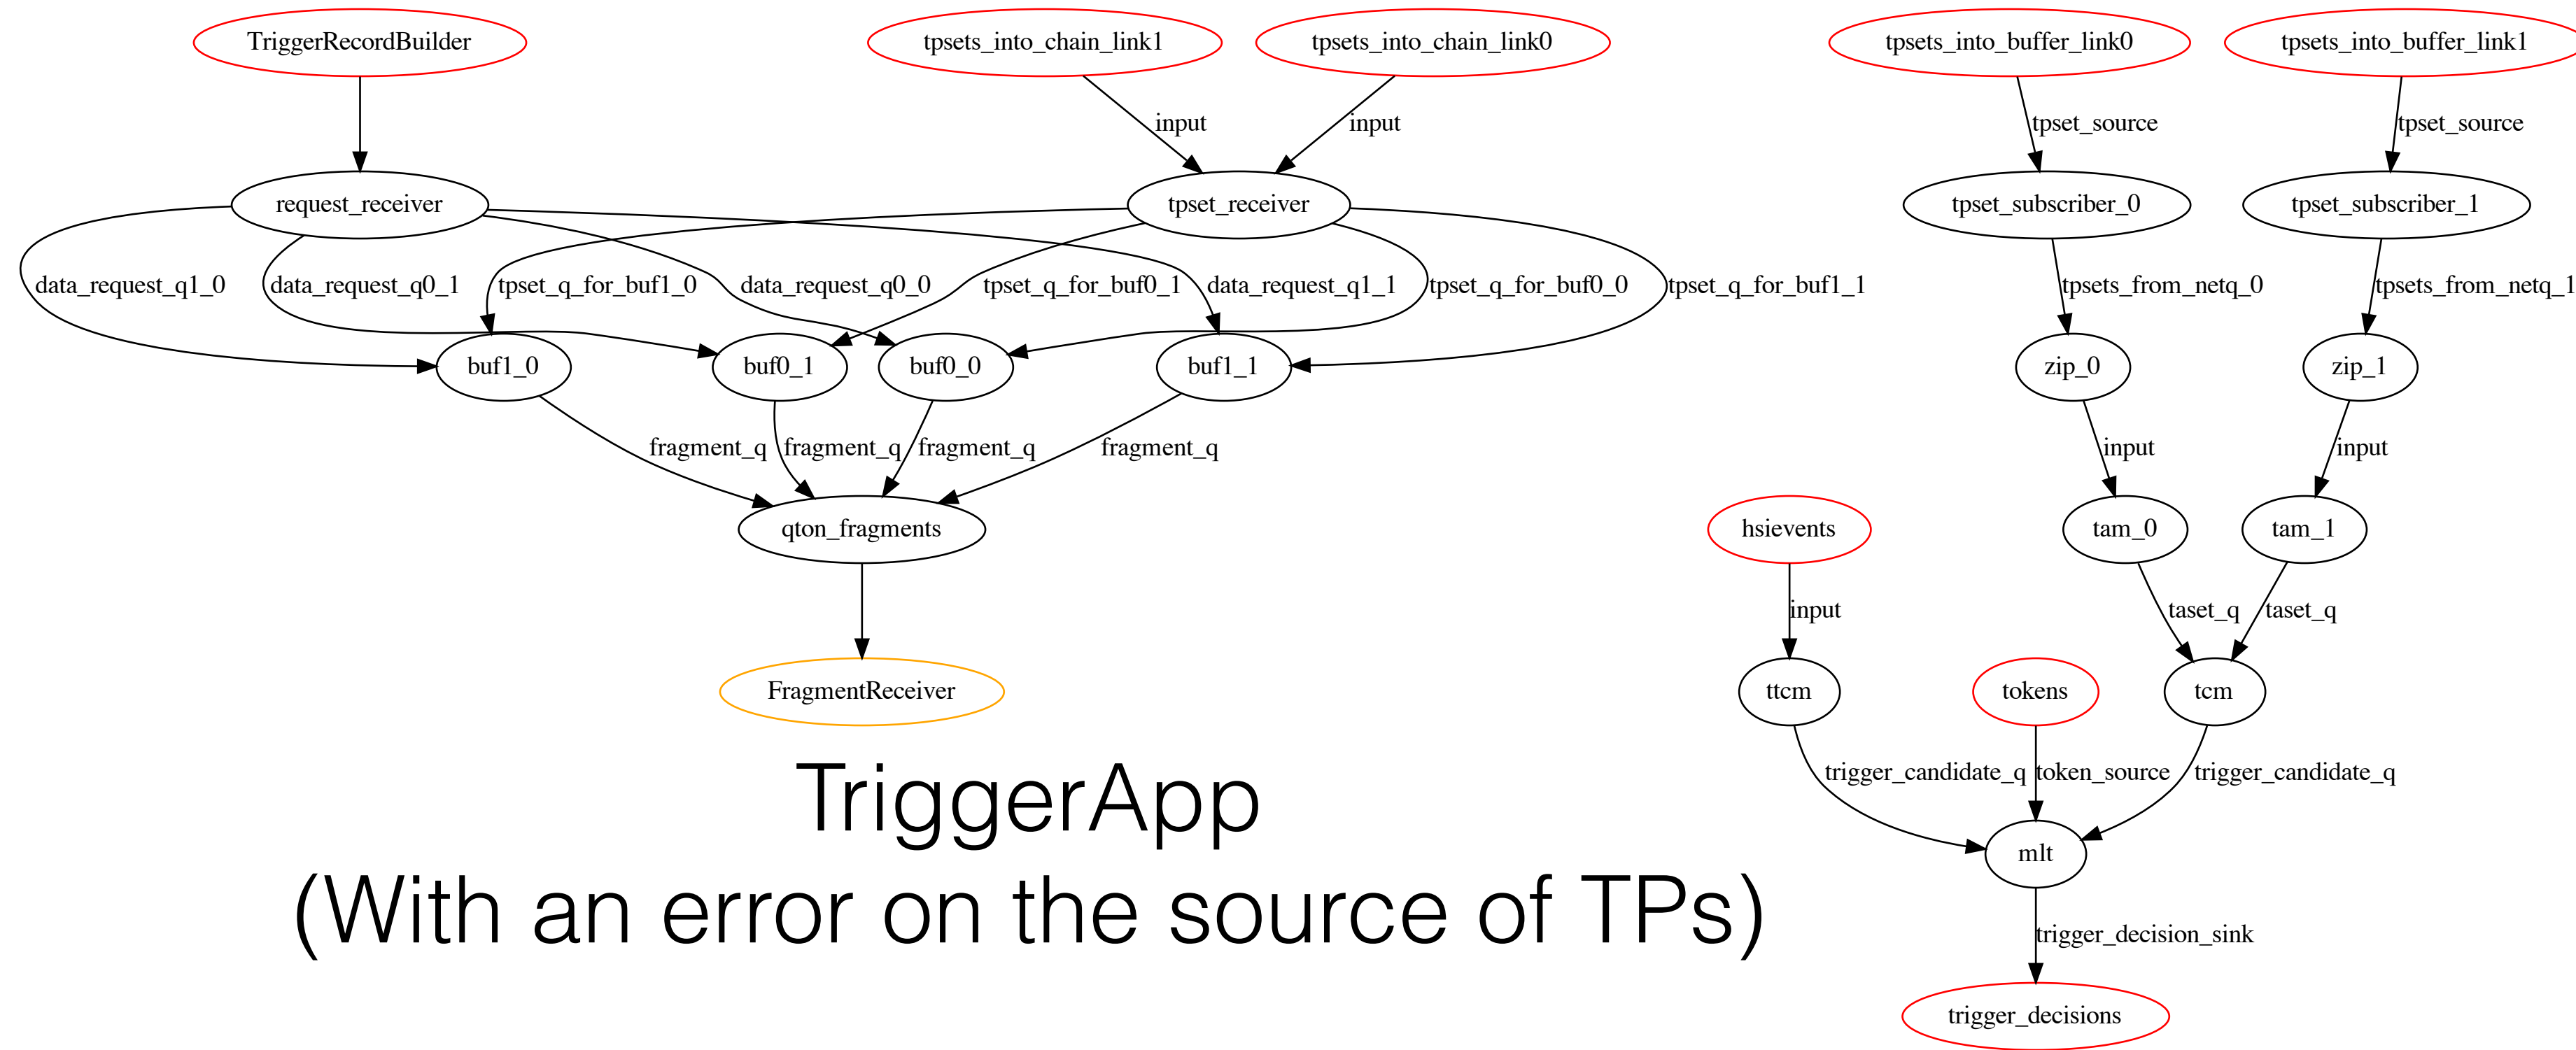 TriggerRecordBuilder
tpsets_into_chain_link1
tpsets_into_chain_link0
tpsets_into_buffer_link0
tpsets_into_buffer_link1
input
input
tpset_source
tpset_source
request_receiver
tpset_receiver
tpset_subscriber_0
tpset_subscriber_1
data_request_q1_0
data_request_q0_1
tpset_q_for_buf1_0
data_request_q0_0
tpset_q_for_buf0_1
data_request_q1_1
tpset_q_for_buf0_0
tpset_q_for_buf1_1
tpsets_from_netq_0
tpsets_from_netq_1
buf1_0
buf0_1
buf0_0
buf1_1
zip_0
zip_1
fragment_q
fragment_q
fragment_q
fragment_q
input
input
qton_fragments
hsievents
tam_0
tam_1
input
taset_q
taset_q
FragmentReceiver
ttcm
tokens
tcm
trigger_candidate_q
token_source
trigger_candidate_q
TriggerApp
(With an error on the source of TPs)
mlt
trigger_decision_sink
trigger_decisions